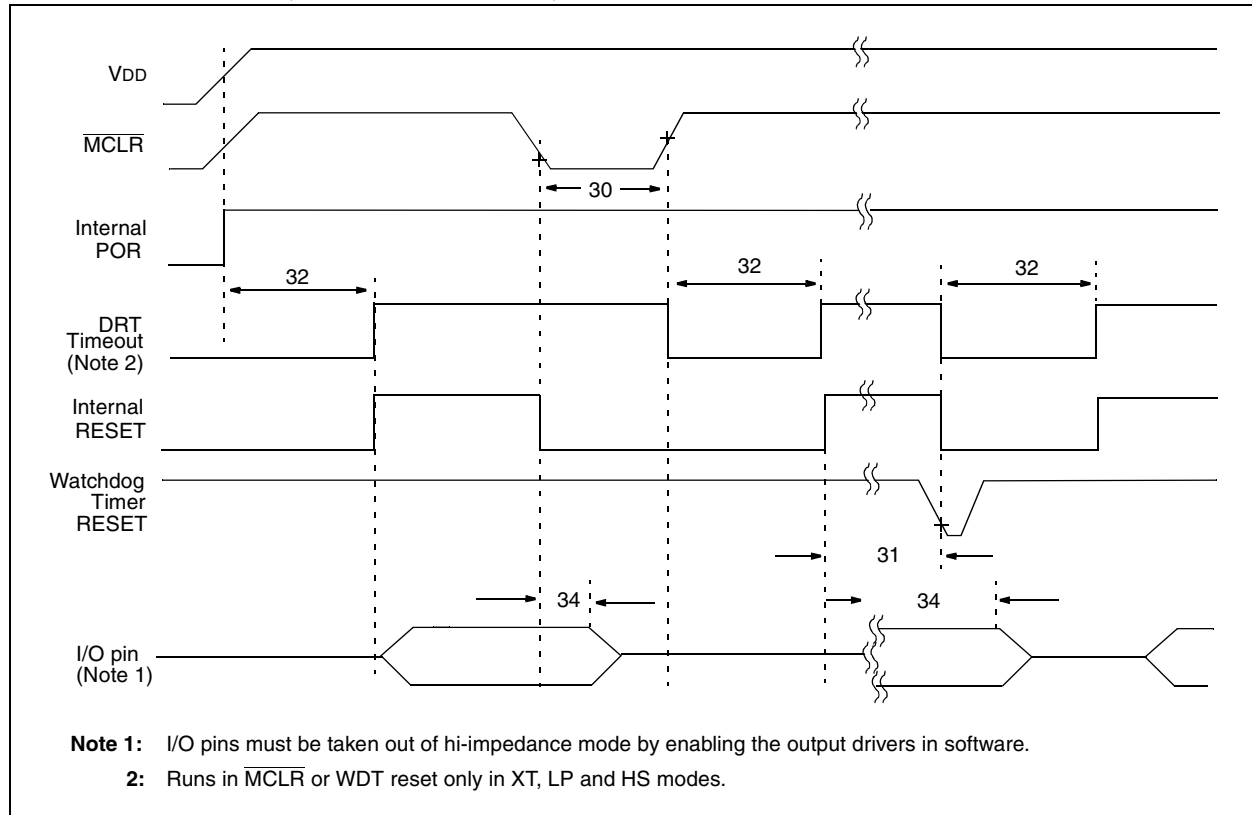 VDD
MCLR
30
Internal
POR
32
32
32
DRT
Timeout
(Note 2)
Internal
RESET
Watchdog
Timer
RESET
31
34
34
I/O pin
(Note 1)
Note 1: I/O pins must be taken out of hi-impedance mode by enabling the output drivers in software.
2: Runs in MCLR or WDT reset only in XT, LP and HS modes.